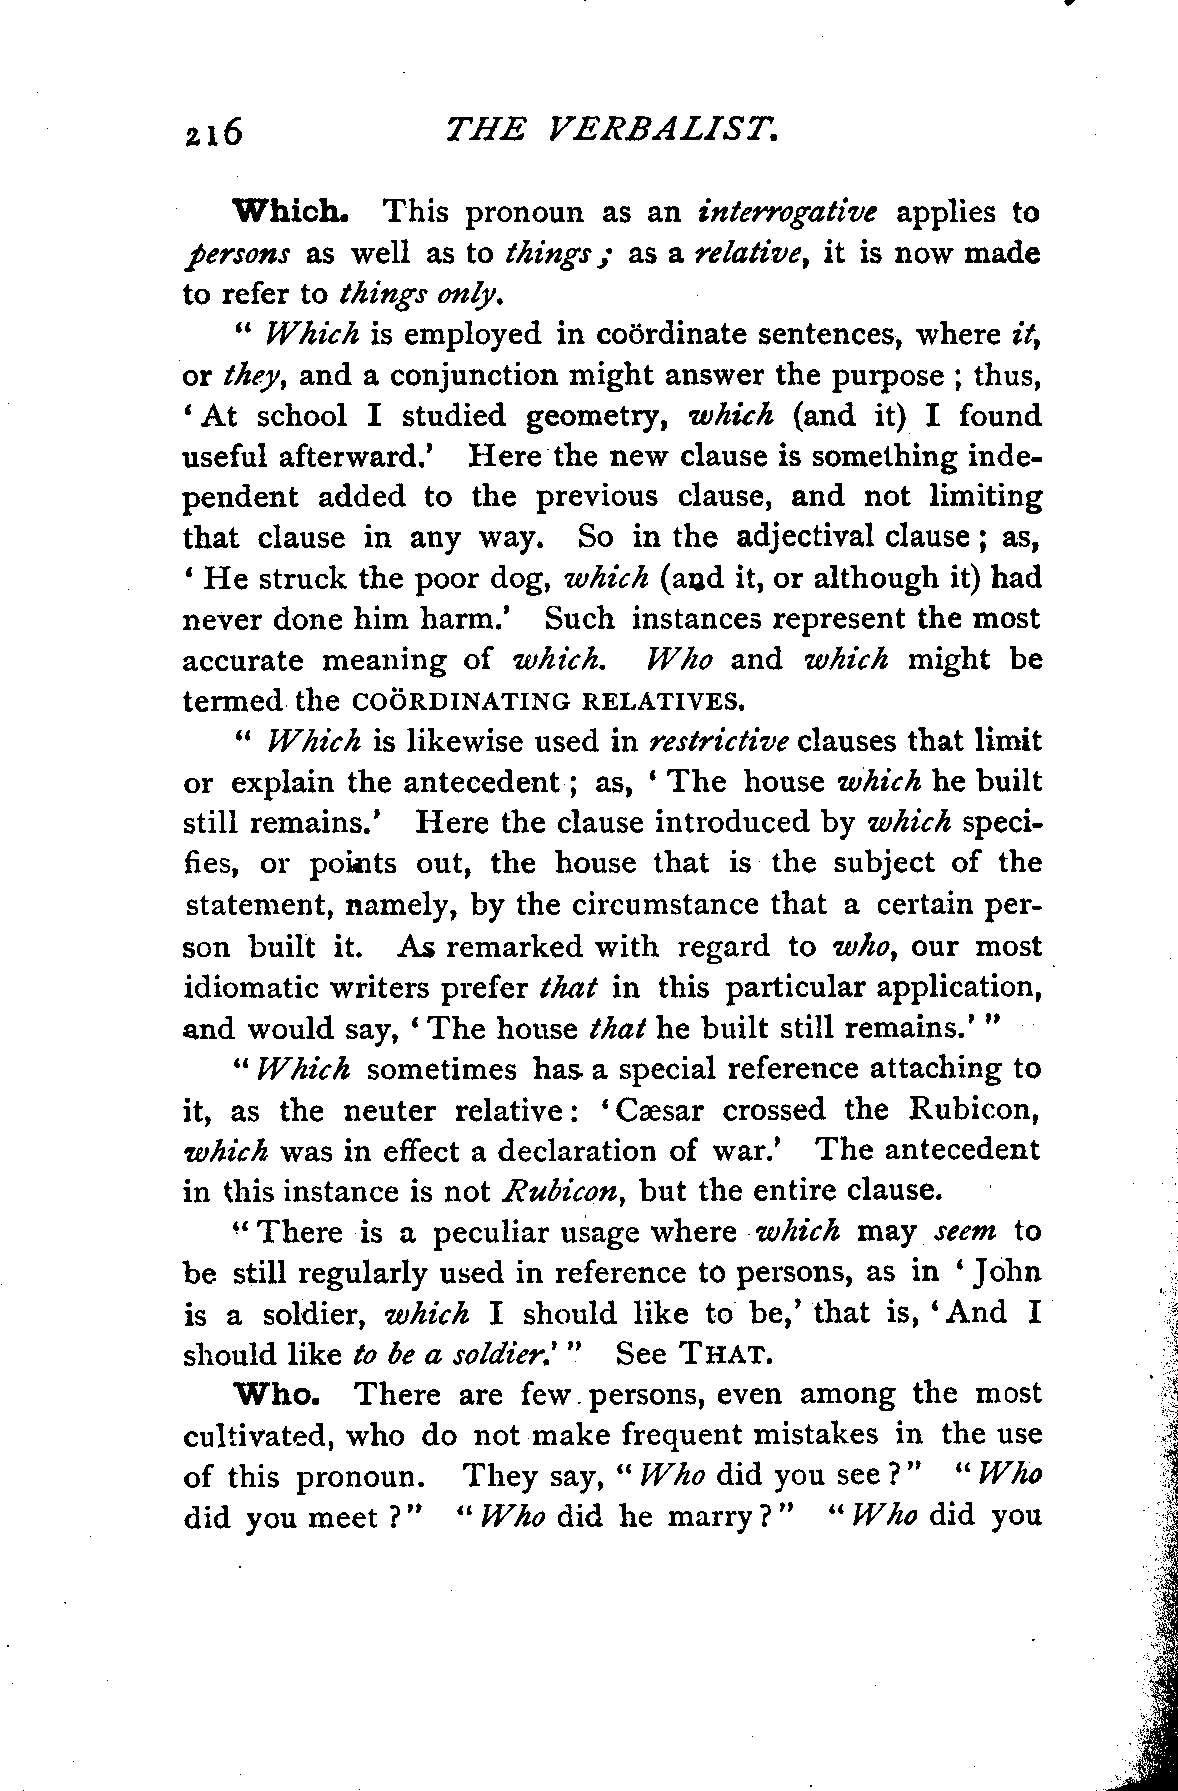 216 THE VERBALIST.
Which. This pronoun as an interrogative applies to
persons as well as to things; as a relative, it is now made
to refer to things only.
" Which is employed in coördinate sentences, where it,
or they, and a conjunction might answer the purpose ; thus,
' At school I studied geometry, which (and it) I found
useful afterward.' Here the new clause is something inde-
pendent added to the previous clause, and not limiting
that clause in any way. So in the adjectival clause ; as,
' He struck the poor dog, which (and it, or although it) had
never done him harm.' Such instances represent the most
accurate meaning of which. Who and which might be
termed the COÖRDINATING RELATIVES.
" Which is likewise used in restrictive clauses that limit
or explain the antecedent ; as, ' The house which he built
still remains.' Here the clause introduced by which speci-
fies, or points out, the house that is the subject of the
statement, namely, by the circumstance that a certain per-
son built it. As remarked with regard to who, our most
idiomatic writers prefer that in this particular application,
and would say, ' The house that he built still remains.' "
" Which sometimes has a special reference attaching to
it, as the neuter relative : ' Cæsar crossed the Rubicon,
which was in effect a declaration of war.' The antecedent
in this instance is not Rubicon, but the entire clause.
" There is a peculiar usage where which may seem to
be still regularly used in reference to persons, as in ' John
is a soldier, which I should like to be,' that is, ' And I
should like to be a soldier.' " See THAT.
Who. There are few persons, even among the most
cultivated, who do not make frequent mistakes in the use
of this pronoun. They say, " Who did you see ? " " Who
did you meet ? " " Who did he marry ? " " Who did you